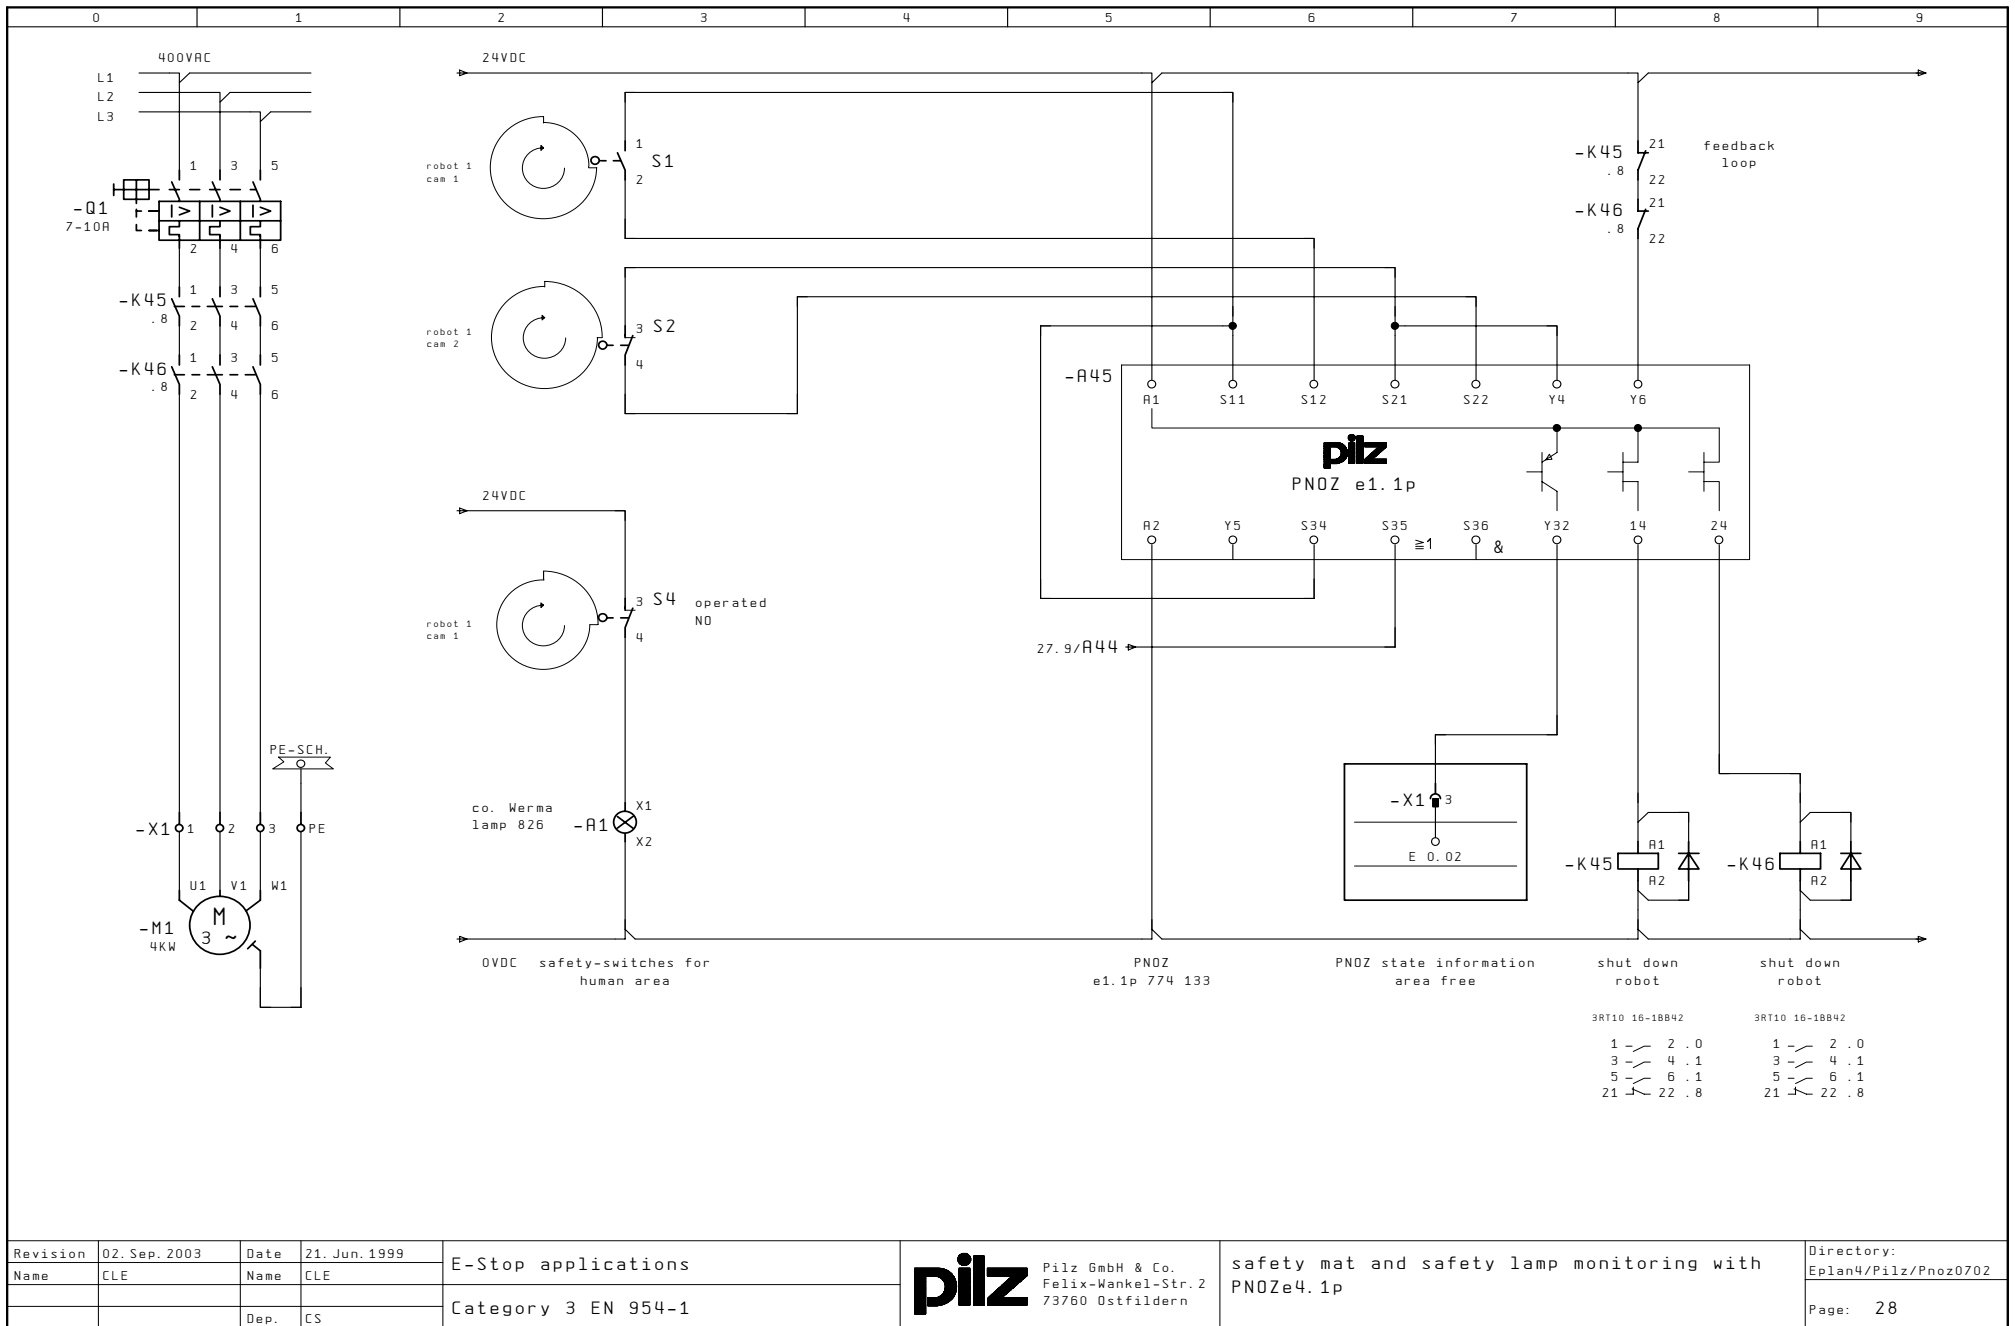 0 1 2 3 4 5 6 7 8 9
400VAC
L1
L2
L3
1 3 5
-Q1
7-10A
I> I> I>
2 4 6
-K45
.8
1 3 5
2 4 6
-K46
.8
1 3 5
2 4 6
PE-SCH.
-X1 1 2 3 PE
U1 V1 W1
-M1
4KW
M
3 ~
24VDC
robot 1
cam 1
1
S1
2
robot 1
cam 2
3
S2
4
24VDC
robot 1
cam 1
3
S4
4
operated
NO
co. Werma
lamp 826
-A1
X1
X2
0VDC
safety-switches for
human area
-K45
.8
21
22
feedback
loop
-K46
.8
21
22
-A45
A1 S11 S12 S21 S22 Y4 Y6
pilz
PNOZ e1.1p
A2 Y5 S34 S35 S36 Y32 14 24
≧1 &
27.9/A44
-X1 3
E 0.02
-K45
A1
A2
-K46
A1
A2
PNOZ
e1.1p 774 133
PNOZ state information
area free
shut down
robot
shut down
robot
3RT10 16-1BB42
3RT10 16-1BB42
1 2 .0
3 4 .1
5 6 .1
21 22 .8
1 2 .0
3 4 .1
5 6 .1
21 22 .8
Revision 02.Sep.2003 Date 21.Jun.1999
Name CLE Name CLE
Dep. CS
E-Stop applications
Category 3 EN 954-1
pilz
Pilz GmbH & Co.
Felix-Wankel-Str.2
73760 Ostfildern
safety mat and safety lamp monitoring with
PNOZe4.1p
Directory:
Eplan4/Pilz/Pnoz0702
Page: 28